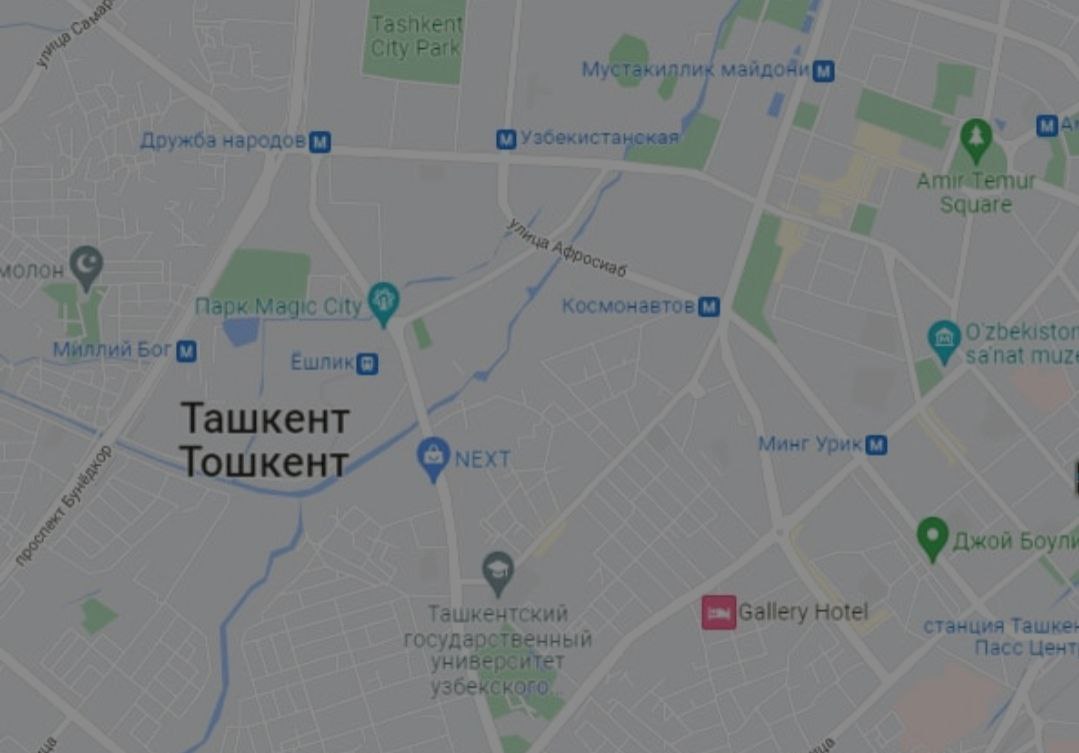 улица Самар
Tashkent
City Park
Мустакиллик майдони
Дружба народов
Узбекистанская
Amir Temur
Square
улица Афросиаб
молон
Парк Magic City
Космонавтов
O'zbekiston
sa'nat muze
Миллий Бог
Ёшлик
Ташкент
Тошкент
Минг Урик
NEXT
проспект Бунёдкор
Джой Боули
Ташкентский
государственный
университет
узбекского...
Gallery Hotel
станция Ташкен
Пасс Цент